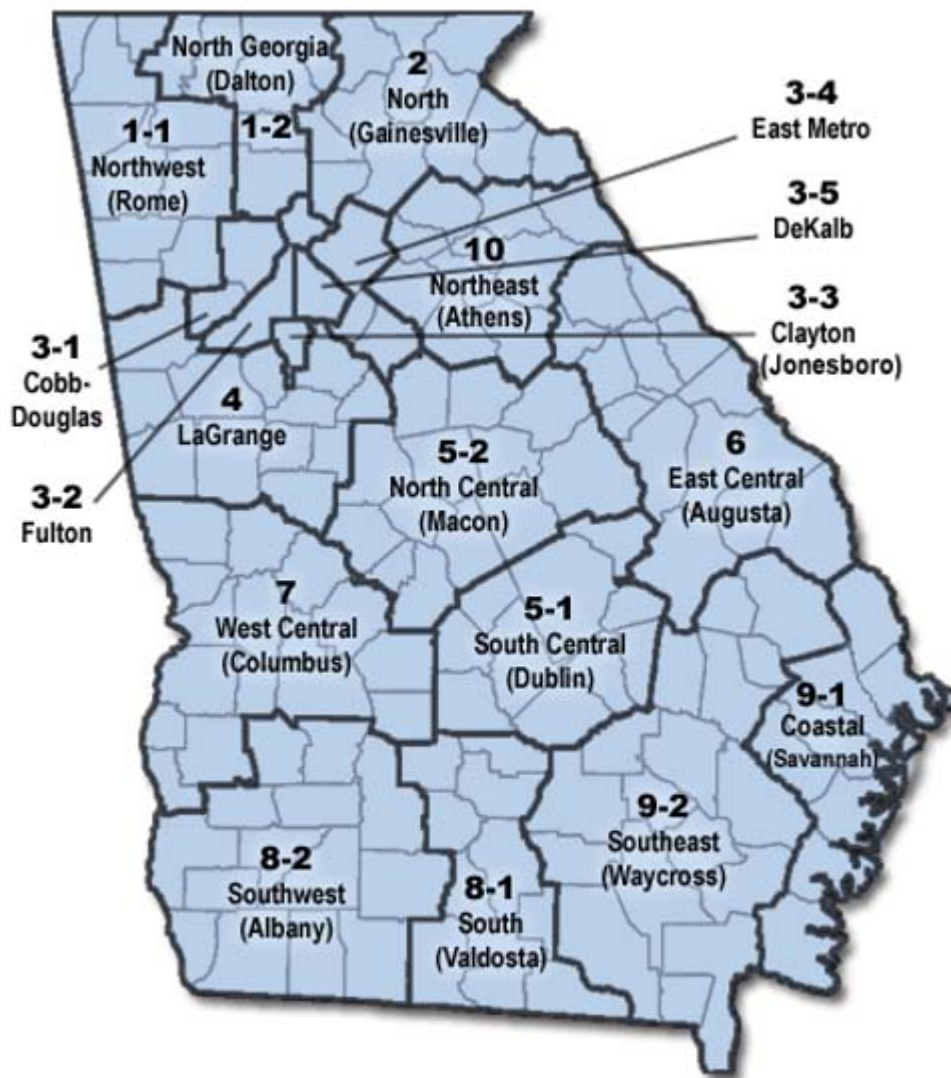 North Georgia
(Dalton)
1-2
2
North
(Gainesville)
3-4
East Metro
1-1
Northwest
(Rome)
3-5
DeKalb
10
Northeast
(Athens)
3-3
Clayton
(Jonesboro)
3-1
Cobb-
Douglas
4
LaGrange
3-2
Fulton
5-2
North Central
(Macon)
6
East Central
(Augusta)
7
West Central
(Columbus)
5-1
South Central
(Dublin)
9-1
Coastal
(Savannah)
9-2
Southeast
(Waycross)
8-2
Southwest
(Albany)
8-1
South
(Valdosta)